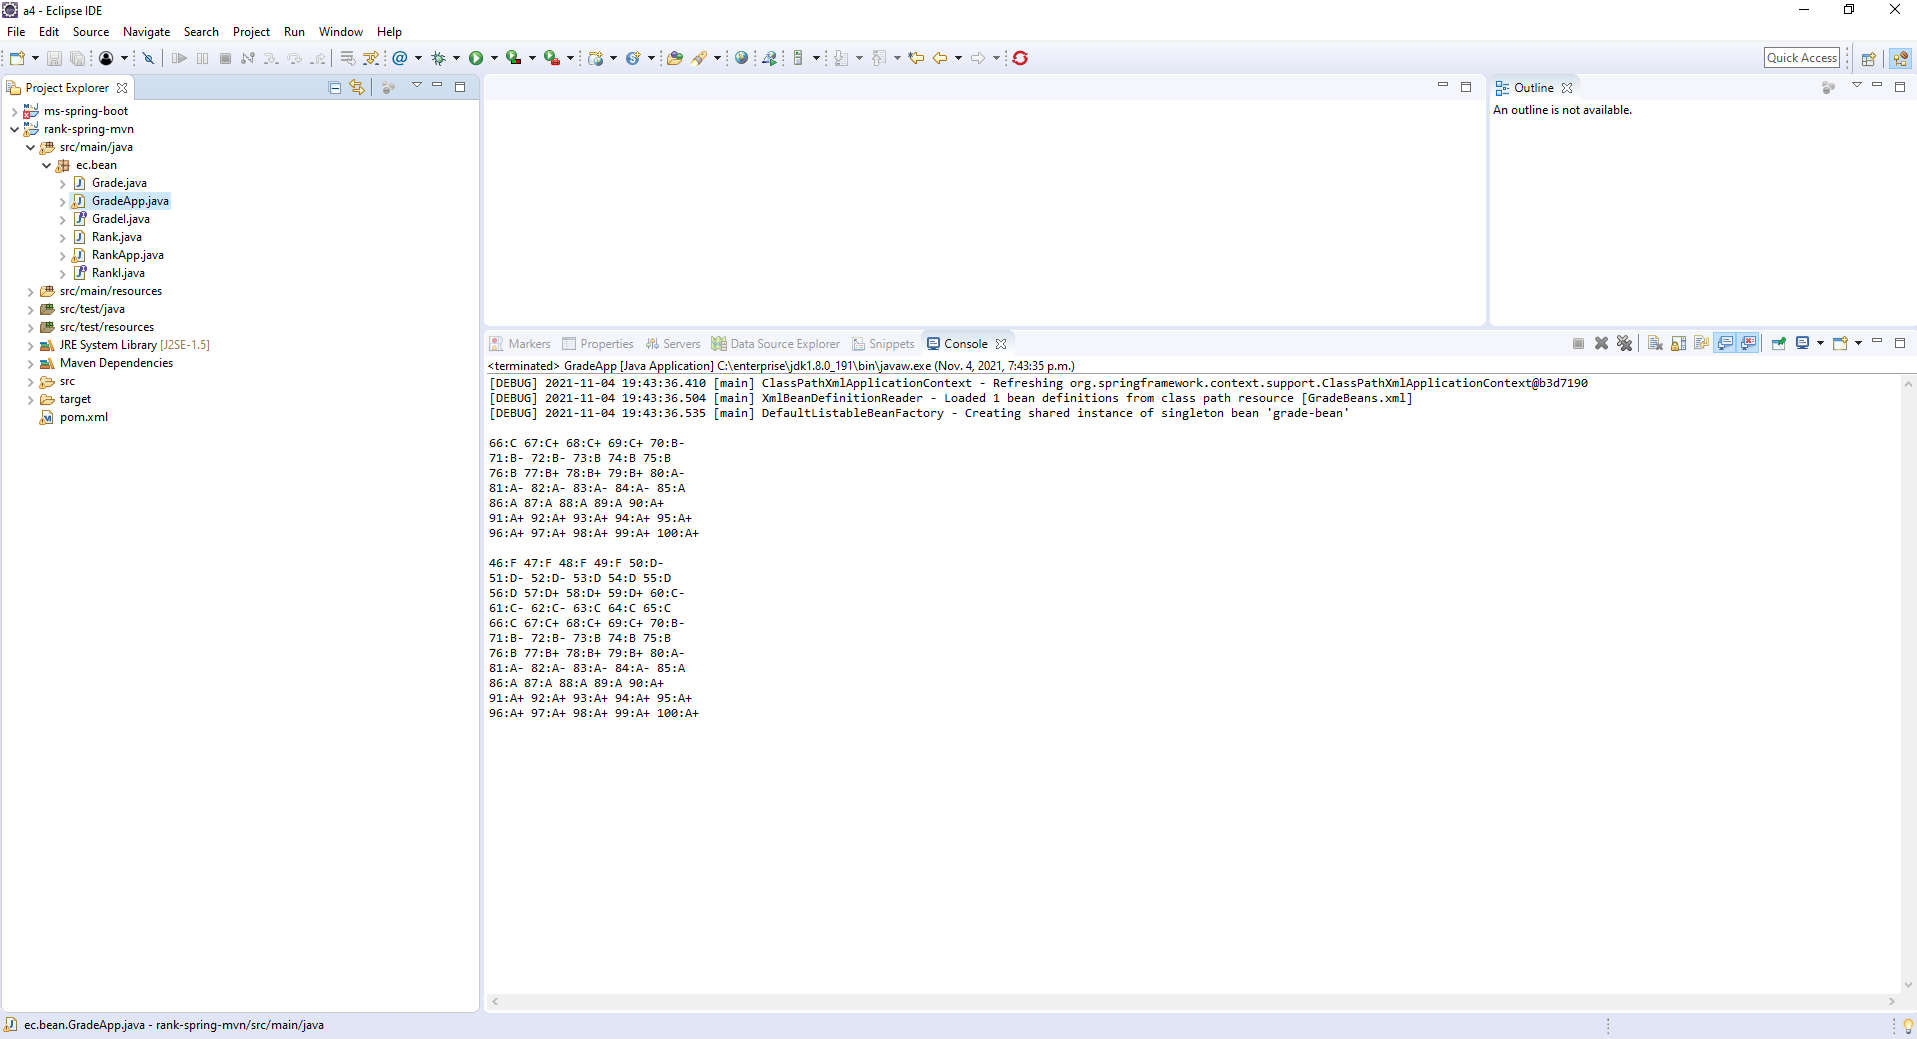 a4 - Eclipse IDE
File Edit Source Navigate Search Project Run Window Help
Quick Access
Project Explorer
ms-spring-boot
rank-spring-mvn
src/main/java
ec.bean
Grade.java
GradeApp.java
GradeI.java
Rank.java
RankApp.java
RankI.java
src/main/resources
src/test/java
src/test/resources
JRE System Library [J2SE-1.5]
Maven Dependencies
src
target
pom.xml
Outline
An outline is not available.
Markers Properties Servers Data Source Explorer Snippets Console
<terminated> GradeApp [Java Application] C:\enterprise\jdk1.8.0_191\bin\javaw.exe (Nov. 4, 2021, 7:43:35 p.m.)
[DEBUG] 2021-11-04 19:43:36.410 [main] ClassPathXmlApplicationContext - Refreshing org.springframework.context.support.ClassPathXmlApplicationContext@b3d7190
[DEBUG] 2021-11-04 19:43:36.504 [main] XmlBeanDefinitionReader - Loaded 1 bean definitions from class path resource [GradeBeans.xml]
[DEBUG] 2021-11-04 19:43:36.535 [main] DefaultListableBeanFactory - Creating shared instance of singleton bean 'grade-bean'
66:C 67:C+ 68:C+ 69:C+ 70:B-
71:B- 72:B- 73:B 74:B 75:B
76:B 77:B+ 78:B+ 79:B+ 80:A-
81:A- 82:A- 83:A- 84:A- 85:A
86:A 87:A 88:A 89:A 90:A+
91:A+ 92:A+ 93:A+ 94:A+ 95:A+
96:A+ 97:A+ 98:A+ 99:A+ 100:A+
46:F 47:F 48:F 49:F 50:D-
51:D- 52:D- 53:D 54:D 55:D
56:D 57:D+ 58:D+ 59:D+ 60:C-
61:C- 62:C- 63:C 64:C 65:C
66:C 67:C+ 68:C+ 69:C+ 70:B-
71:B- 72:B- 73:B 74:B 75:B
76:B 77:B+ 78:B+ 79:B+ 80:A-
81:A- 82:A- 83:A- 84:A- 85:A
86:A 87:A 88:A 89:A 90:A+
91:A+ 92:A+ 93:A+ 94:A+ 95:A+
96:A+ 97:A+ 98:A+ 99:A+ 100:A+
ec.bean.GradeApp.java - rank-spring-mvn/src/main/java